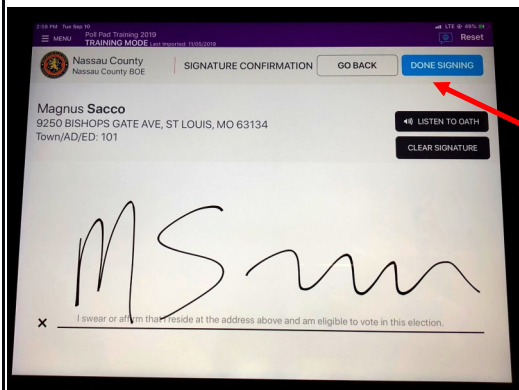 2:08 PM Tue Sep 10
LTE 49%
MENU
Poll Pad Training 2019
TRAINING MODE Last Imported: 11/05/2019
Reset
Nassau County
Nassau County BOE
SIGNATURE CONFIRMATION
GO BACK
DONE SIGNING
Magnus Sacco
9250 BISHOPS GATE AVE, ST LOUIS, MO 63134
Town/AD/ED: 101
LISTEN TO OATH
CLEAR SIGNATURE
MS
× I swear or affirm that I reside at the address above and am eligible to vote in this election.